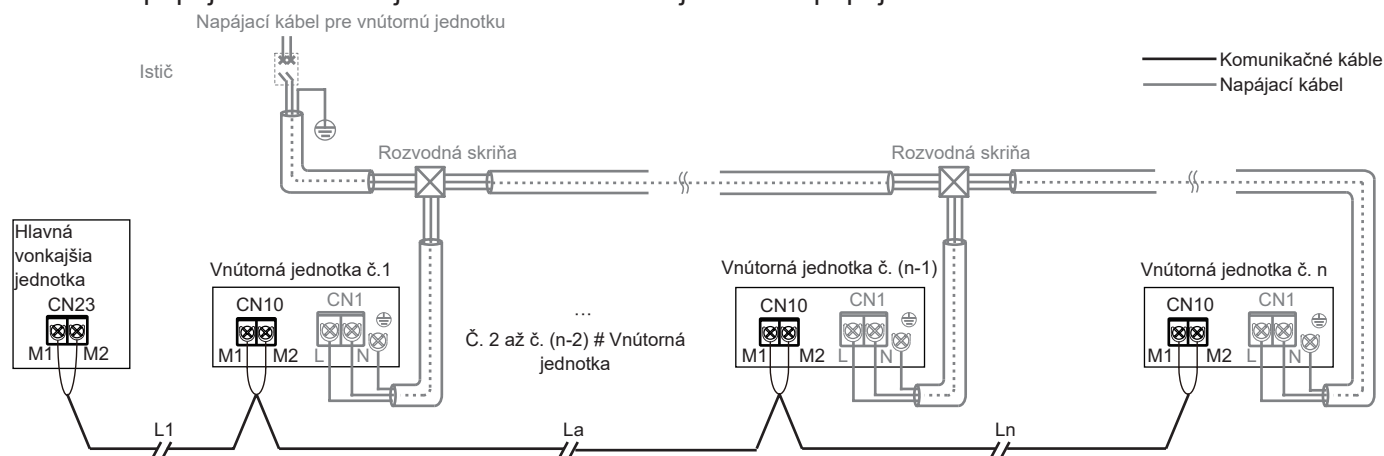 Napájací kábel pre vnútornú jednotku
Istič
Komunikačné káble
Napájací kábel
Rozvodná skriňa
Rozvodná skriňa
Hlavná
vonkajšia
jednotka
CN23
M1 M2
Vnútorná jednotka č.1
CN10 CN1
M1 M2 L N
...
Č. 2 až č. (n-2) # Vnútorná
jednotka
Vnútorná jednotka č. (n-1)
CN10 CN1
M1 M2 L N
Vnútorná jednotka č. n
CN10 CN1
M1 M2 L N
L1
La
Ln